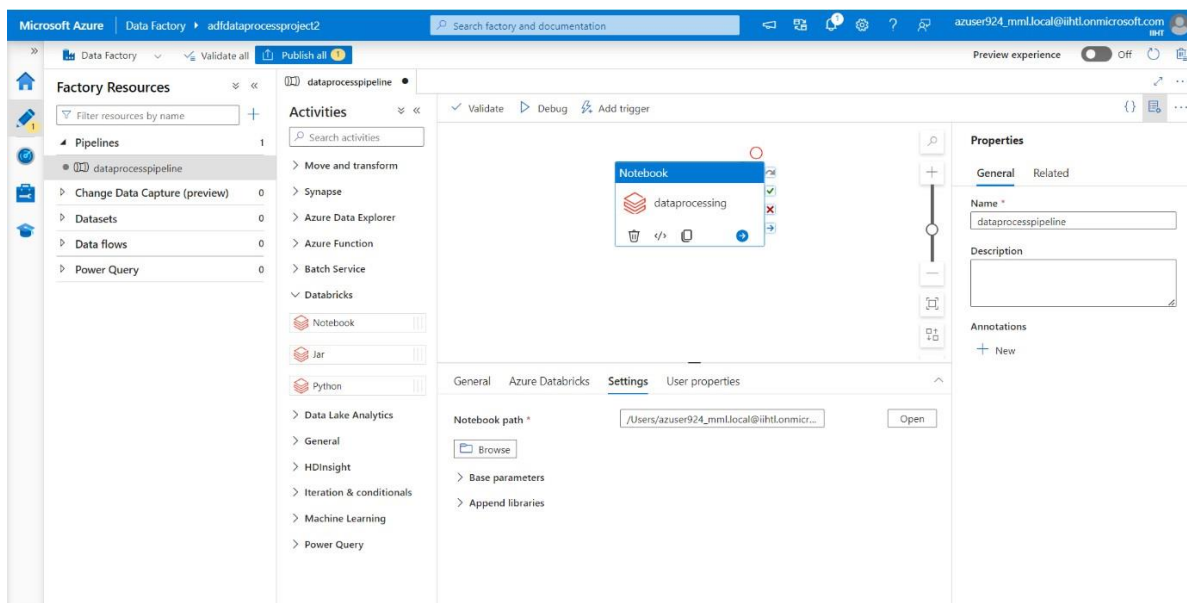 Microsoft Azure Data Factory adfdataprocessproject2 Search factory and documentation 1 azuser924_mml.local@iihtl.onmicrosoft.com
IIHT
Data Factory Validate all Publish all 1 Preview experience Off
Factory Resources
Filter resources by name
1
Pipelines 1
dataprocesspipeline
Change Data Capture (preview) 0
Datasets 0
Data flows 0
Power Query 0
dataprocesspipeline
Activities
Search activities
Move and transform
Synapse
Azure Data Explorer
Azure Function
Batch Service
Databricks
Notebook
Jar
Python
Data Lake Analytics
General
HDInsight
Iteration & conditionals
Machine Learning
Power Query
Validate Debug Add trigger
Notebook
dataprocessing
General Azure Databricks Settings User properties
Notebook path * /Users/azuser924_mml.local@iihtl.onmicr... Open
Browse
Base parameters
Append libraries
Properties
General Related
Name *
dataprocesspipeline
Description
Annotations
New